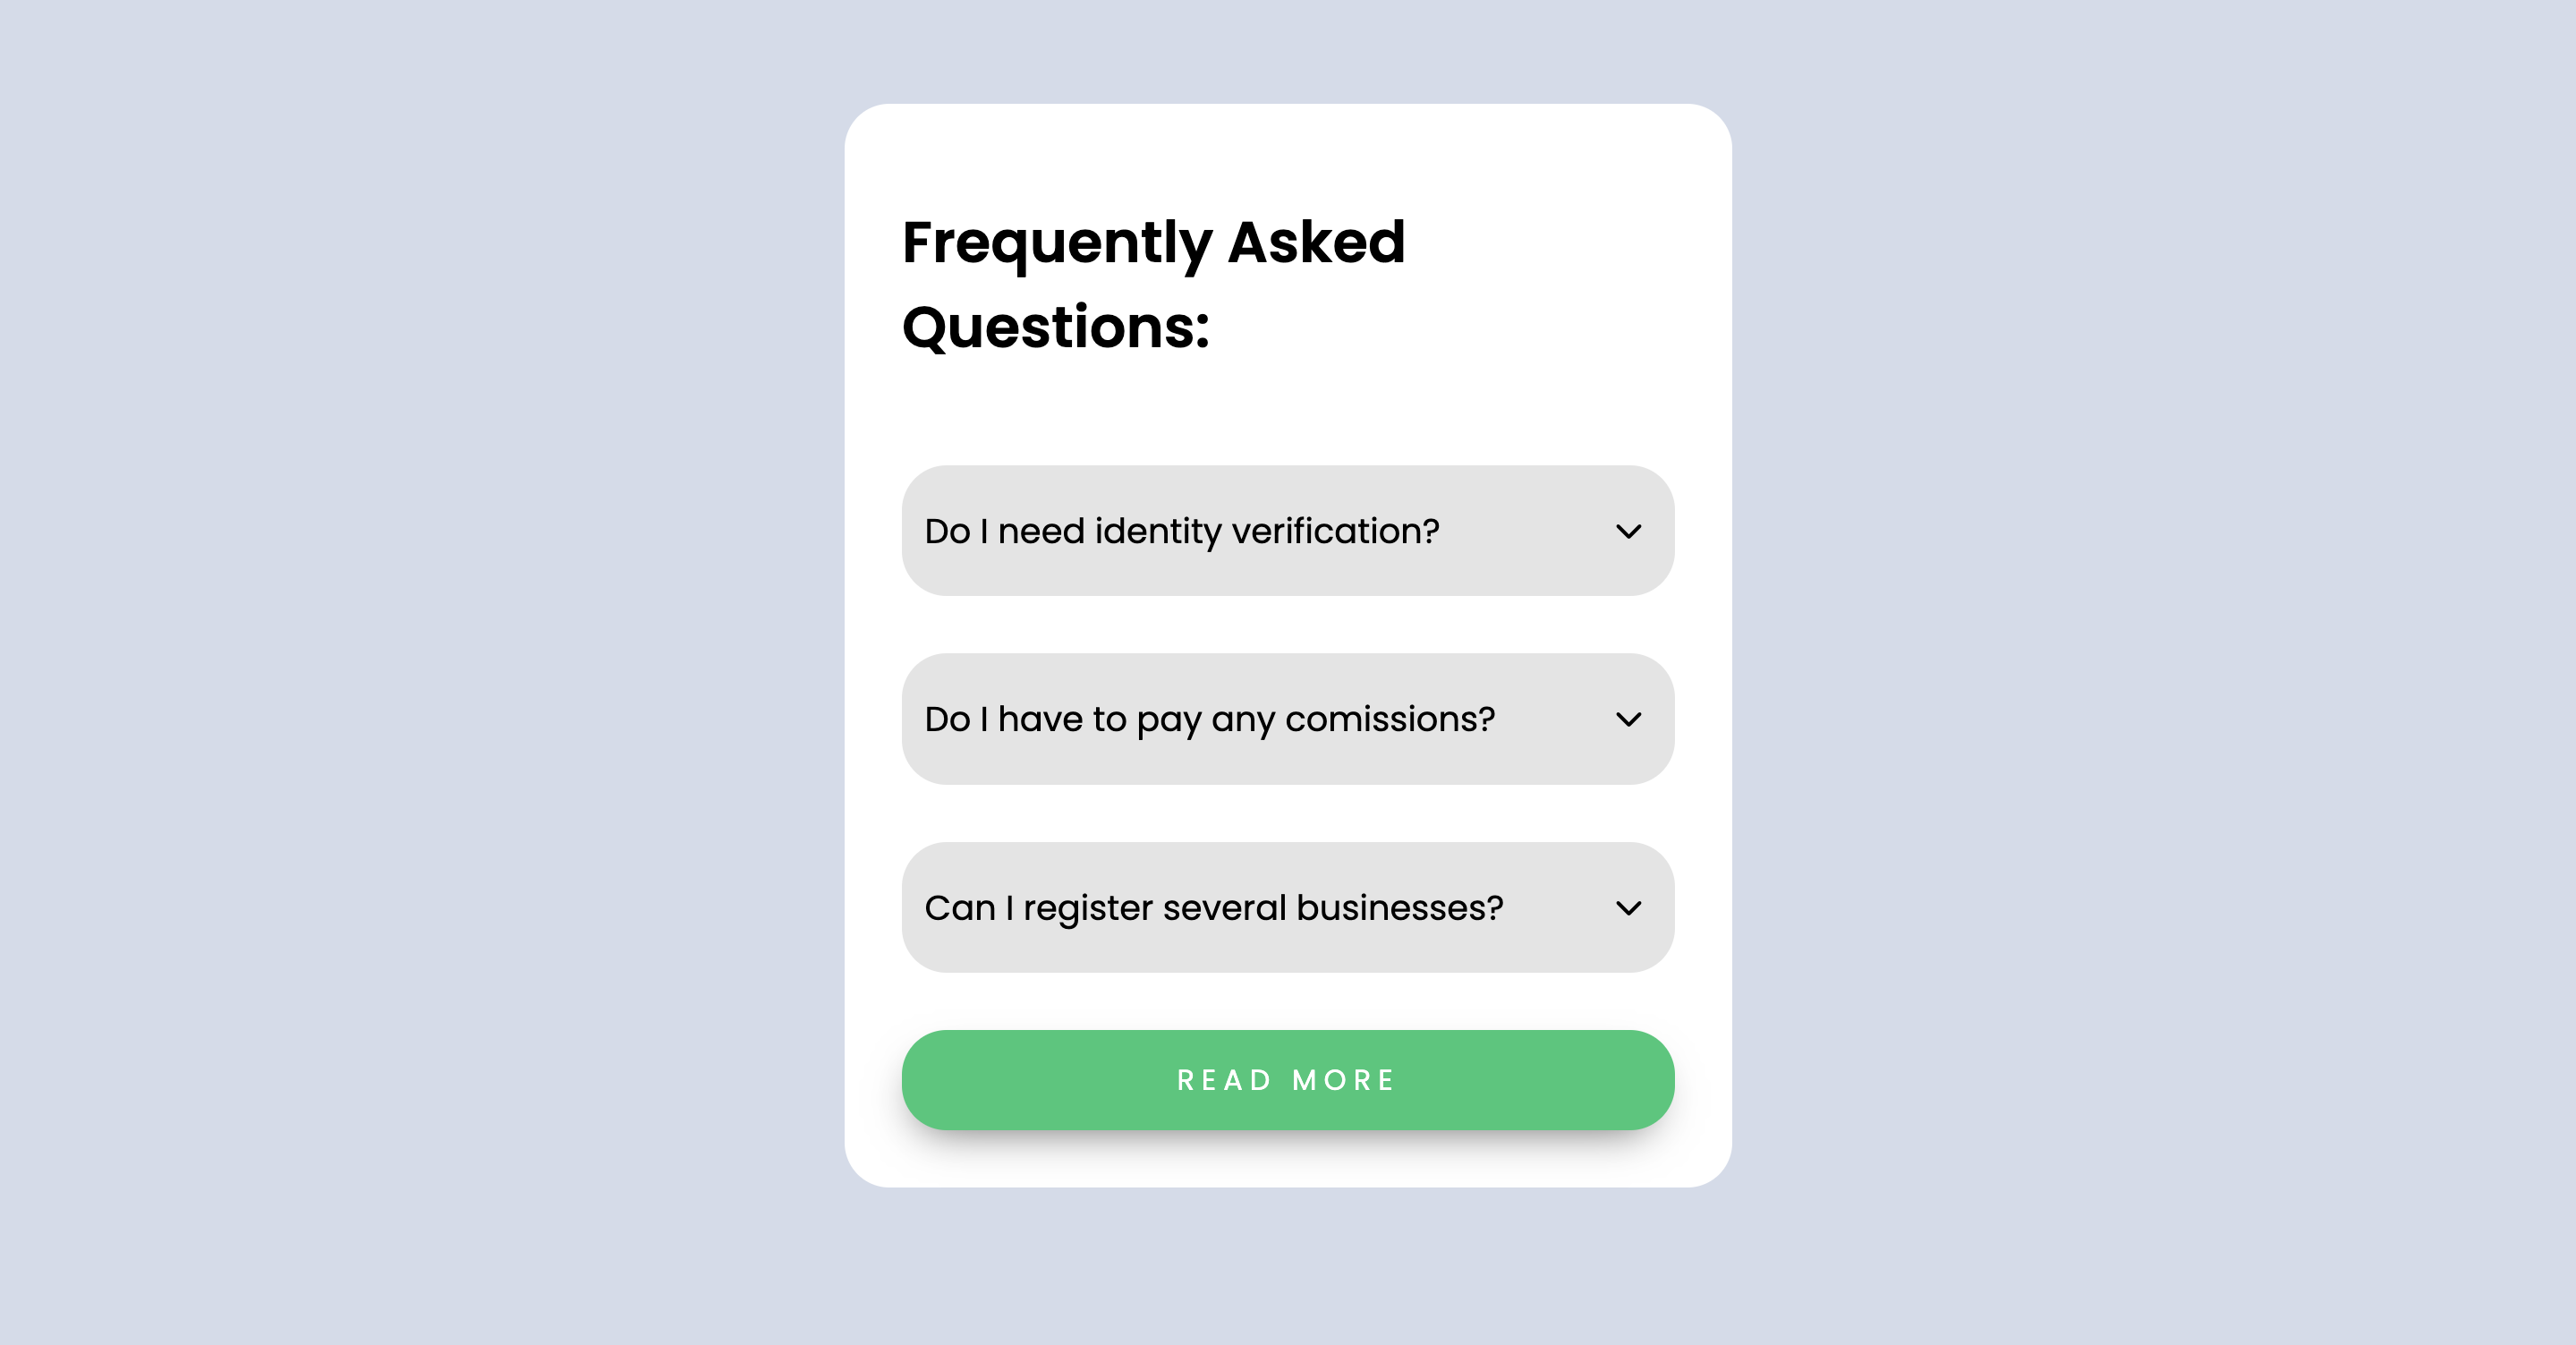 Frequently Asked
Questions:
Do I need identity verification?
Do I have to pay any comissions?
Can I register several businesses?
READ MORE